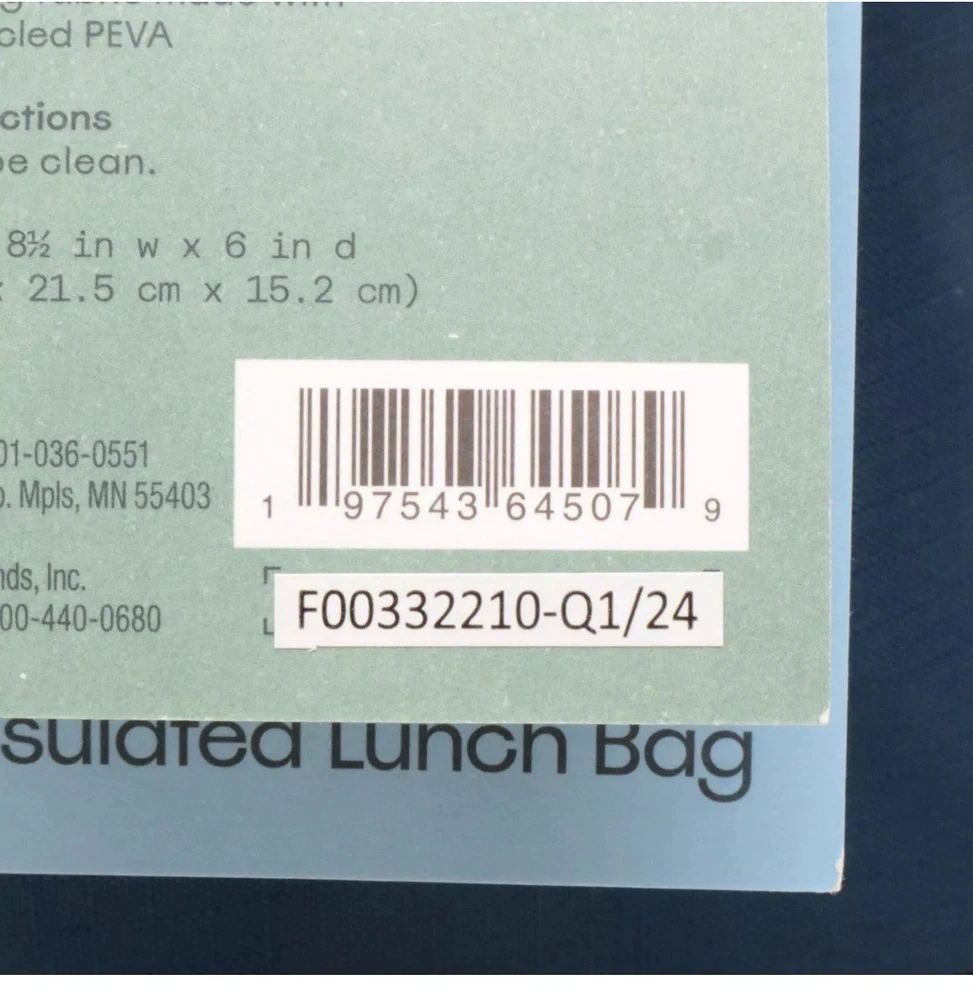 cled PEVA
ctions
be clean.
8½ in w x 6 in d
x 21.5 cm x 15.2 cm)
01-036-0551
o. Mpls, MN 55403
1 97543 64507 9
nds, Inc.
00-440-0680
F00332210-Q1/24
sulated Lunch Bag